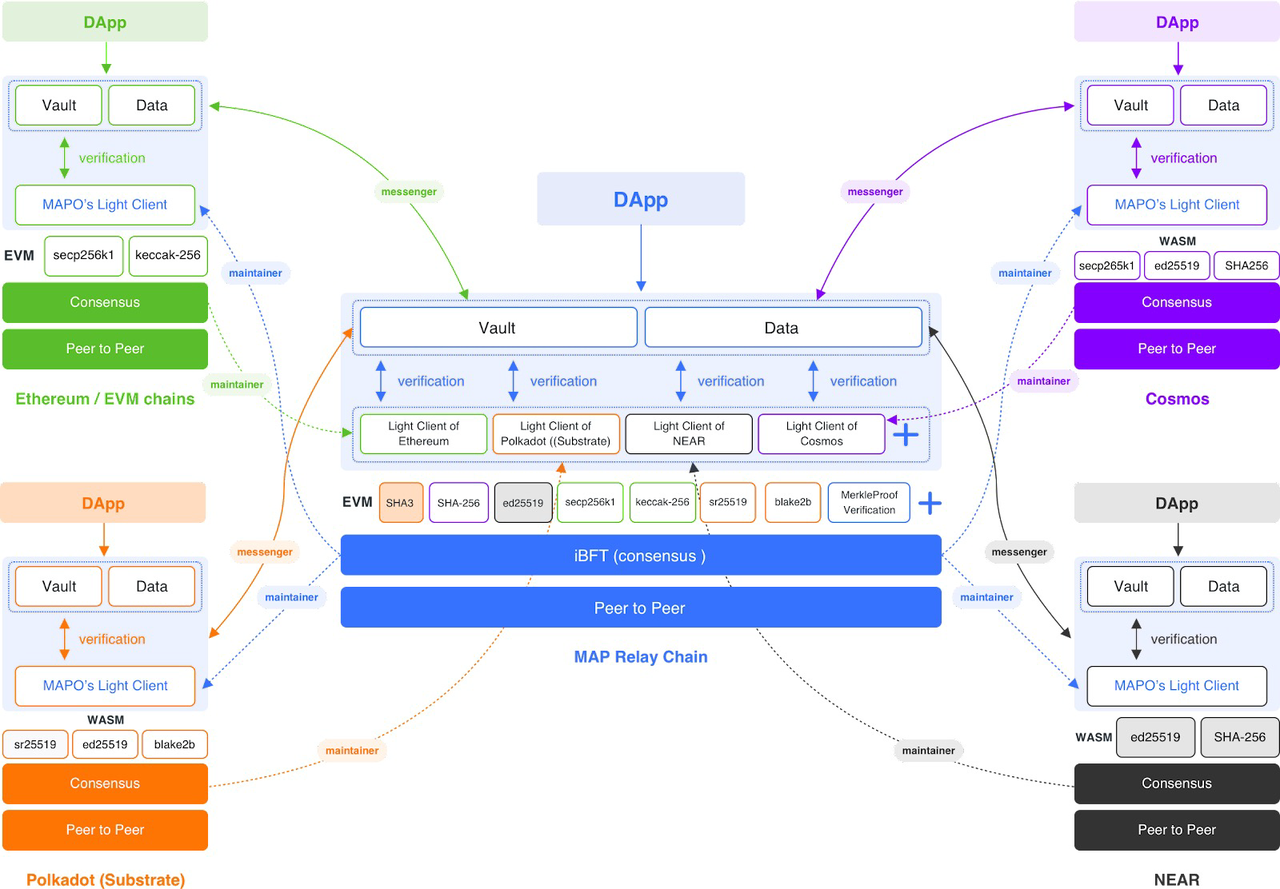 DApp
Vault
Data
verification
MAPO's Light Client
EVM
secp256k1
keccak-256
Consensus
Peer to Peer
Ethereum / EVM chains
messenger
maintainer
maintainer
DApp
Vault
Data
verification
verification
verification
verification
Light Client of
Ethereum
Light Client of
Polkadot ((Substrate)
Light Client of
NEAR
Light Client of
Cosmos
EVM
SHA3
SHA-256
ed25519
secp256k1
keccak-256
sr25519
blake2b
MerkleProof
Verification
iBFT (consensus )
Peer to Peer
MAP Relay Chain
DApp
Vault
Data
verification
MAPO's Light Client
WASM
secp265k1
ed25519
SHA256
Consensus
Peer to Peer
Cosmos
messenger
maintainer
maintainer
DApp
Vault
Data
verification
MAPO's Light Client
WASM
sr25519
ed25519
blake2b
Consensus
Peer to Peer
Polkadot (Substrate)
messenger
maintainer
maintainer
DApp
Vault
Data
verification
MAPO's Light Client
WASM
ed25519
SHA-256
Consensus
Peer to Peer
NEAR
messenger
maintainer
maintainer